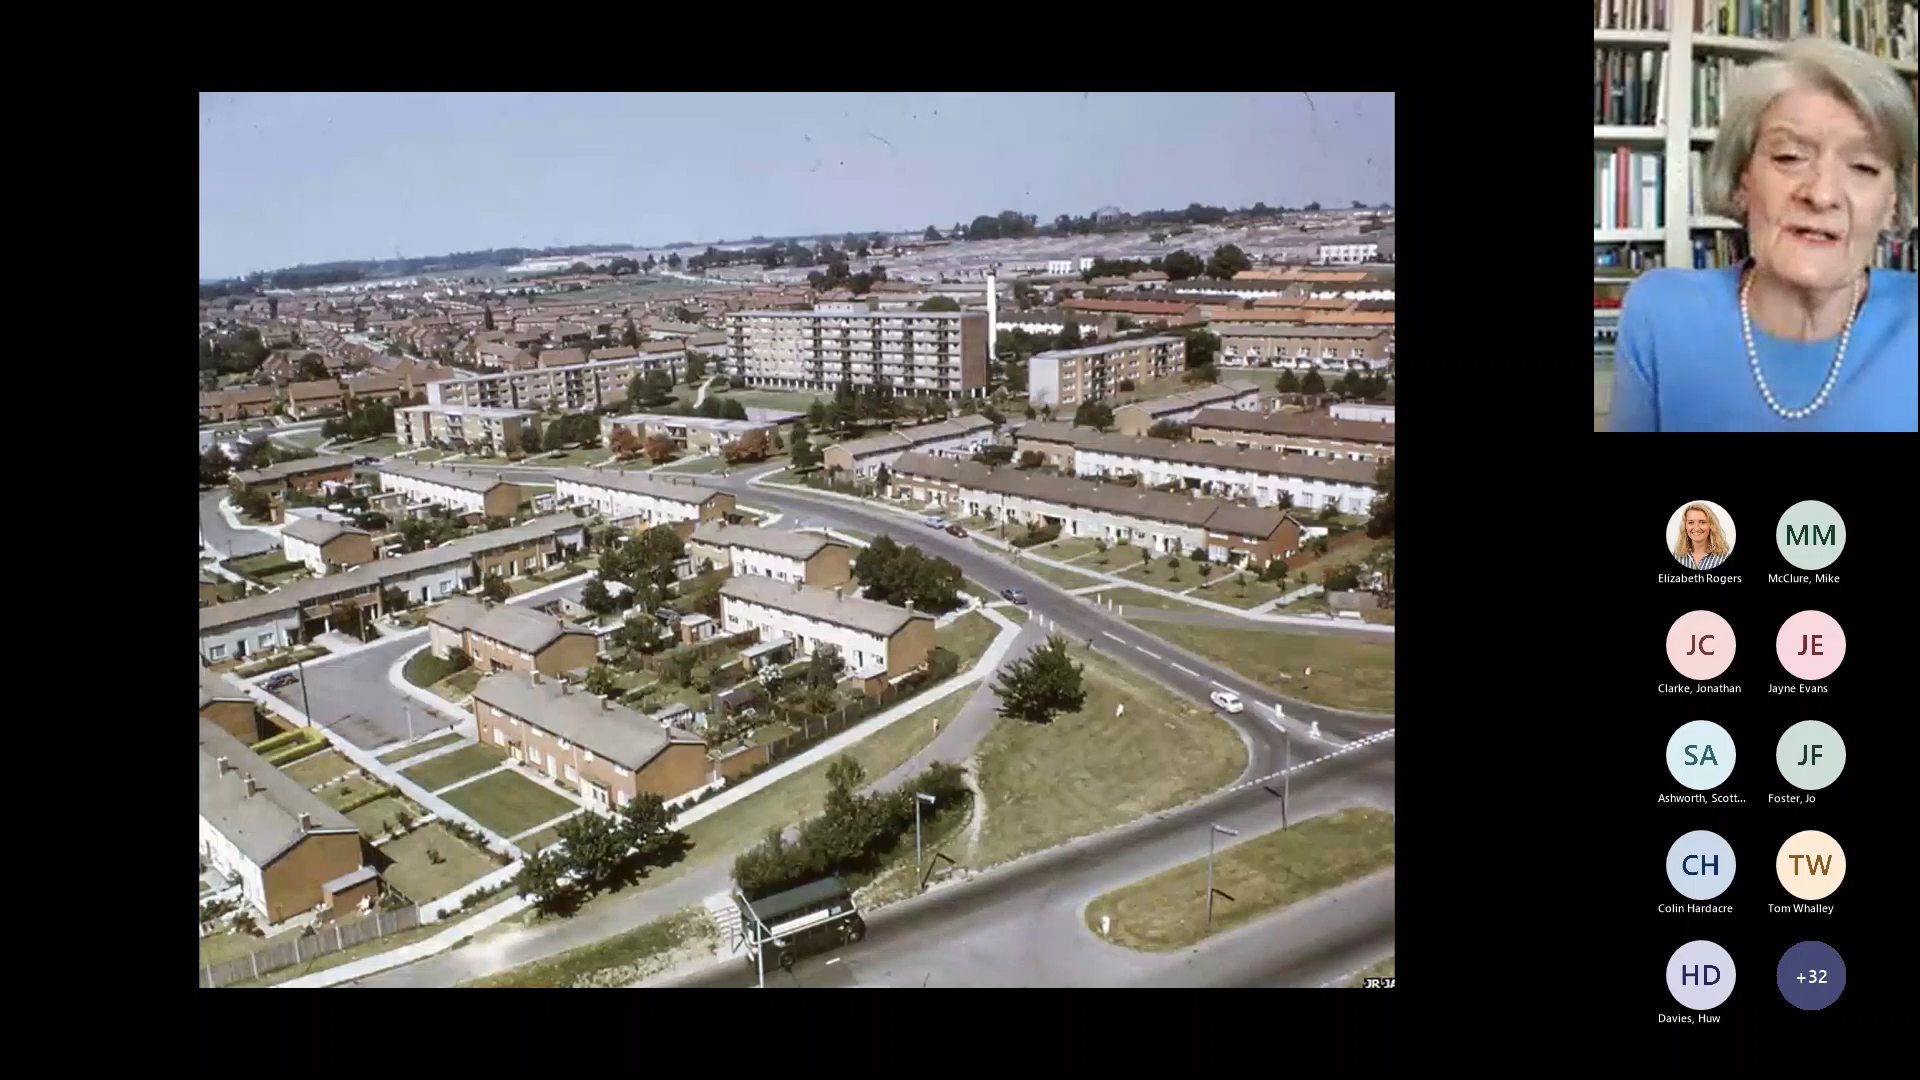 MM
Elizabeth Rogers
McClure, Mike
JC
JE
Clarke, Jonathan
Jayne Evans
SA
JF
Ashworth, Scott...
Foster, Jo
CH
TW
Colin Hardacre
Tom Whalley
HD
+32
Davies, Huw